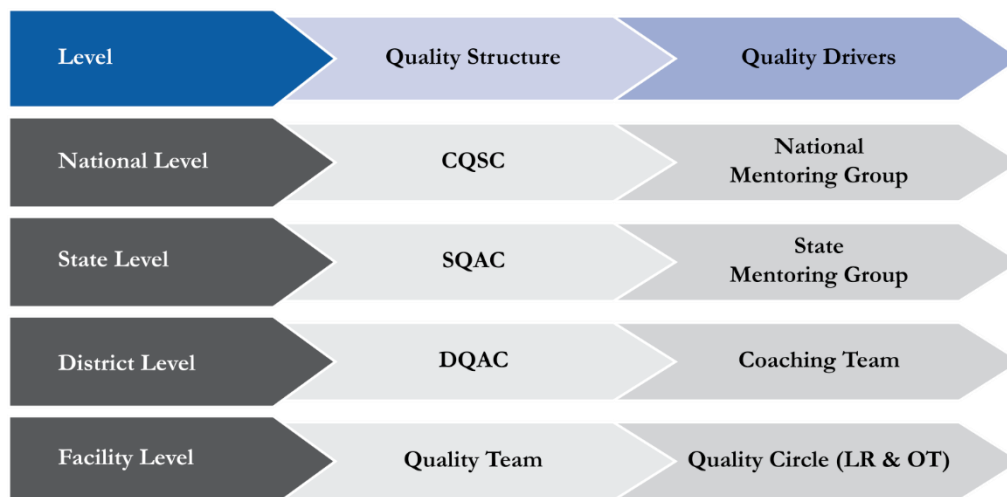 Level
Quality Structure
Quality Drivers
National Level
CQSC
National
Mentoring Group
State Level
SQAC
State
Mentoring Group
District Level
DQAC
Coaching Team
Facility Level
Quality Team
Quality Circle (LR & OT)